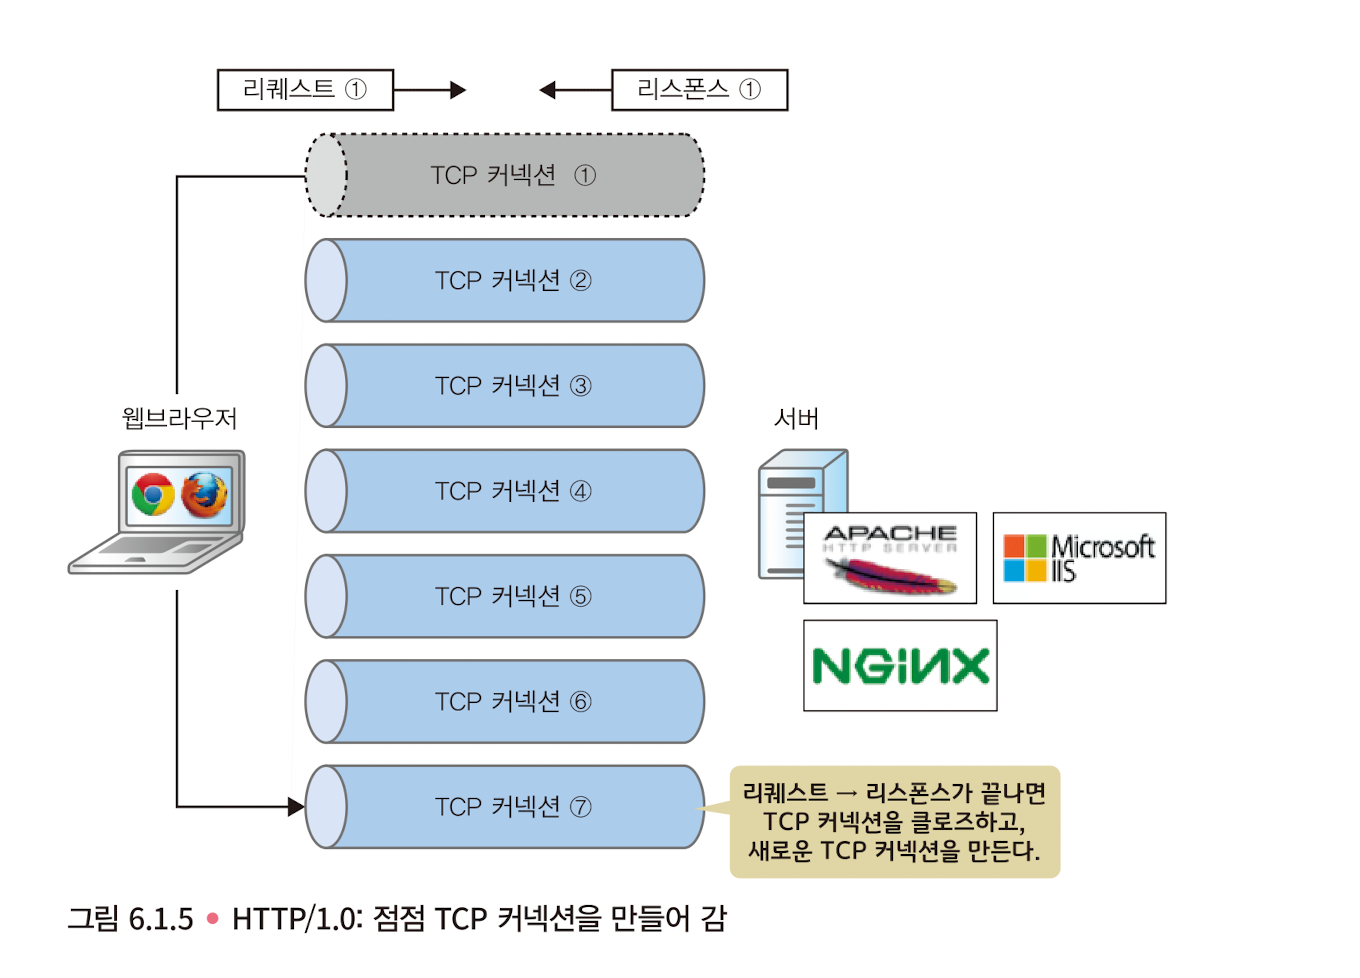 리퀘스트 ①
리스폰스 ①
TCP 커넥션 ①
TCP 커넥션 ②
TCP 커넥션 ③
웹브라우저
서버
TCP 커넥션 ④
APACHE
HTTP SERVER
Microsoft
IIS
TCP 커넥션 ⑤
NGiNX
TCP 커넥션 ⑥
TCP 커넥션 ⑦
리퀘스트 → 리스폰스가 끝나면
TCP 커넥션을 클로즈하고,
새로운 TCP 커넥션을 만든다.
그림 6.1.5 • HTTP/1.0: 점점 TCP 커넥션을 만들어 감